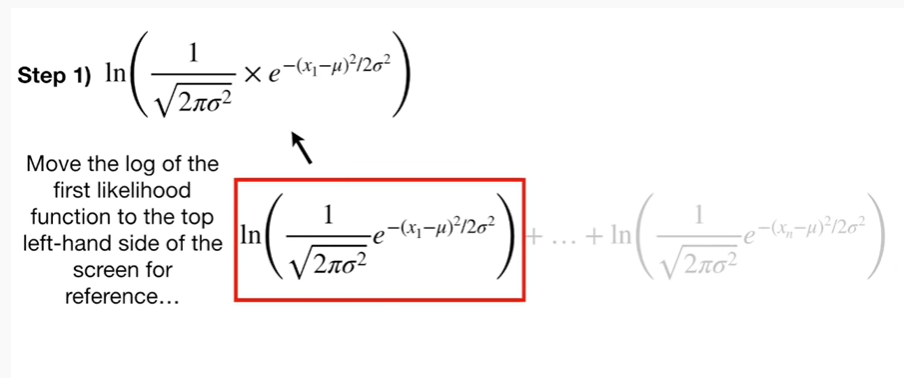 Step 1) ln(1/√(2πσ²) × e^−(x₁−μ)²/2σ²)
Move the log of the
first likelihood
function to the top
left-hand side of the
screen for
reference…
ln(1/√(2πσ²) e^−(x₁−μ)²/2σ²) + … + ln(1/√(2πσ²) e^−(xₙ−μ)²/2σ²)